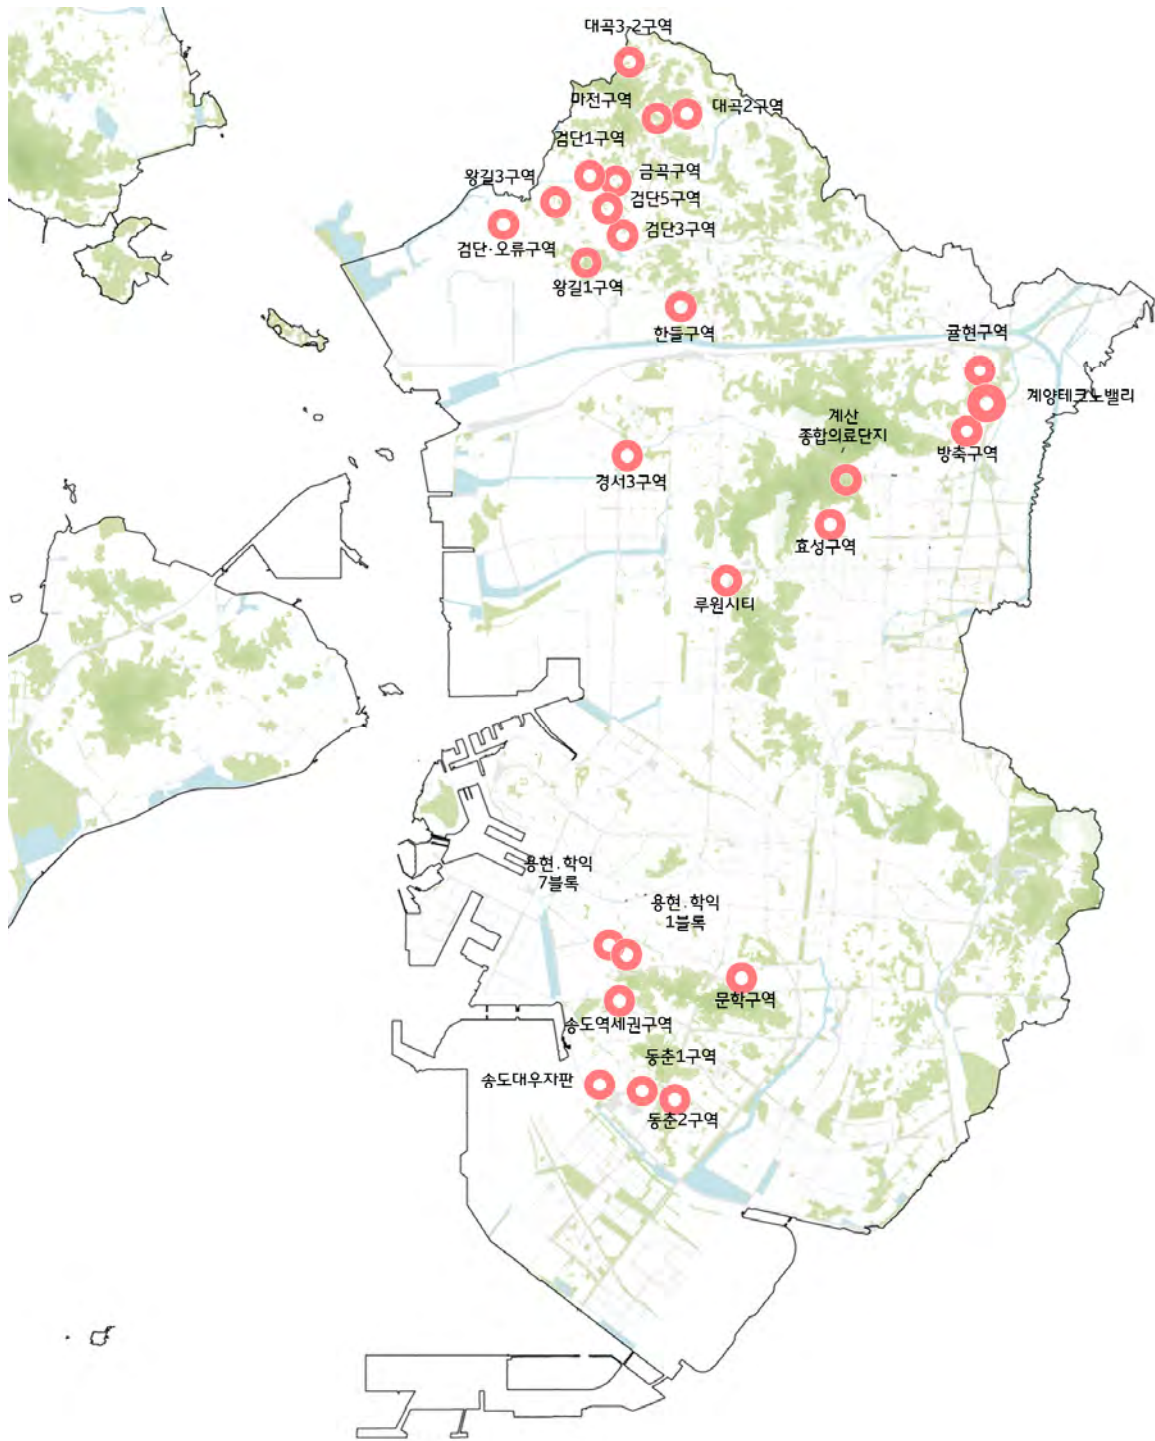 대곡3-2구역
마전구역
대곡2구역
검단1구역
금곡구역
왕길3구역
검단5구역
검단3구역
검단·오류구역
왕길1구역
한들구역
귤현구역
계양테크노밸리
계산
종합의료단지
방축구역
경서3구역
효성구역
루원시티
용현.학익
7블록
용현.학익
1블록
문학구역
송도역세권구역
동춘1구역
송도대우자판
동춘2구역